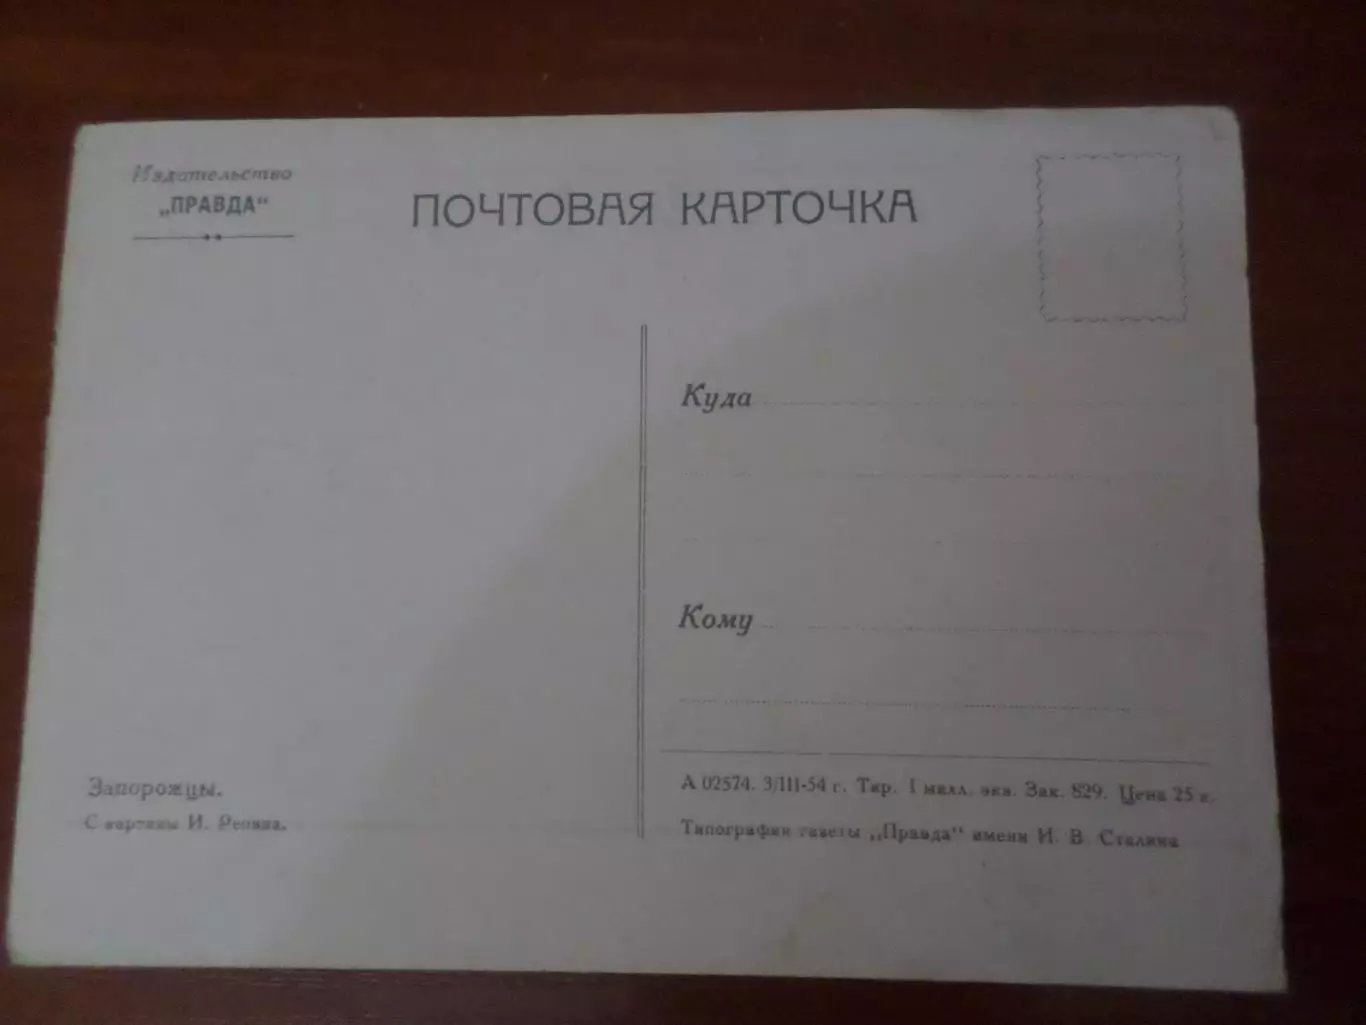 Издательство
„ПРАВДА“
ПОЧТОВАЯ КАРТОЧКА
Куда
Кому
Запорожцы.
С картины И. Репина.
А 02574. 3/III-54 г. Тир. 1 милл. экз. Зак. 829. Цена 25 к.
Типография газеты „Правда“ имени И. В. Сталина